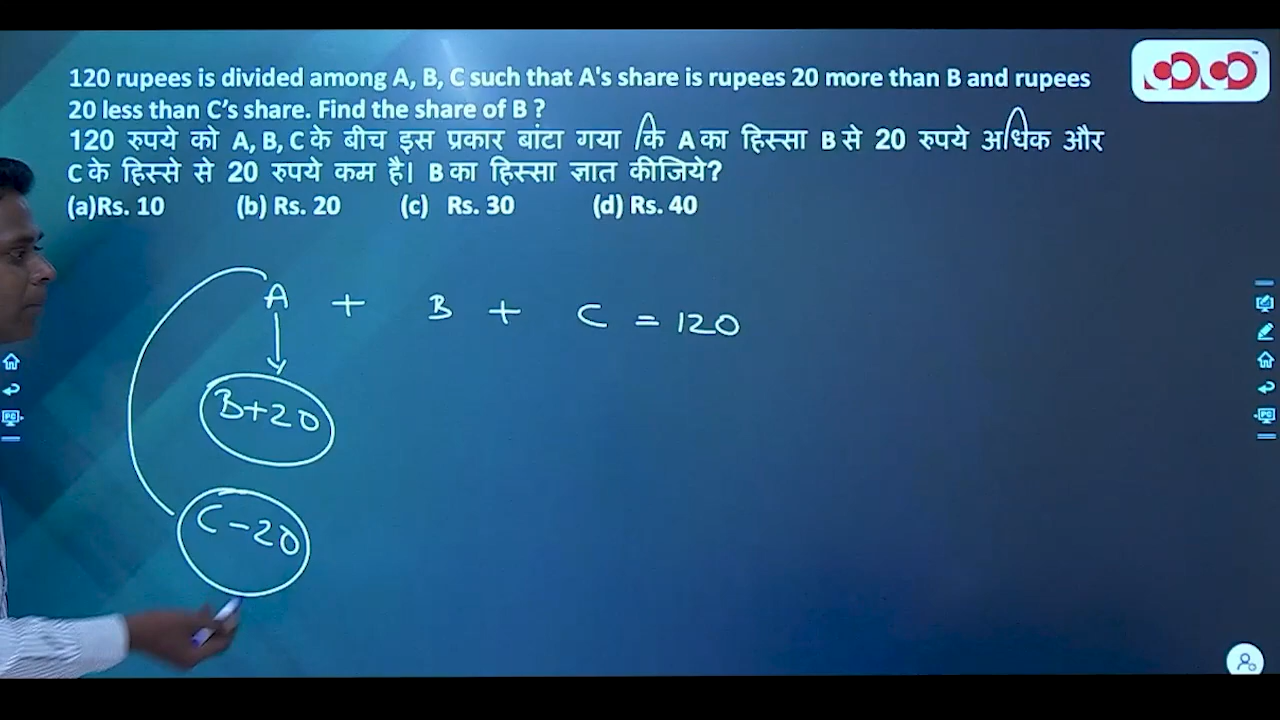 120 rupees is divided among A, B, C such that A's share is rupees 20 more than B and rupees
20 less than C's share. Find the share of B ?
120 रुपये को A, B, C के बीच इस प्रकार बांटा गया कि A का हिस्सा B से 20 रुपये अधिक और
C के हिस्से से 20 रुपये कम है। B का हिस्सा ज्ञात कीजिये?
(a)Rs. 10 (b) Rs. 20 (c) Rs. 30 (d) Rs. 40
A + B + C = 120
B+20
C-20
PC
PC